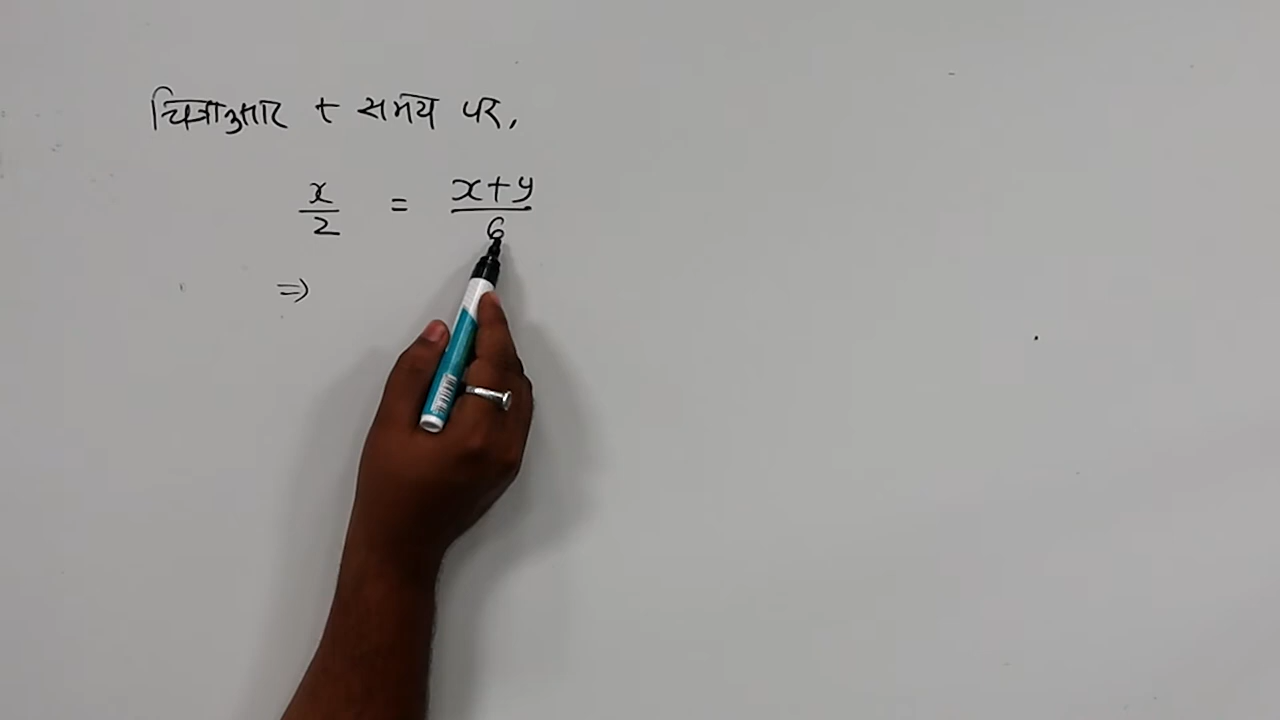 चित्रानुसार t समय पर,
x/2 = x+y/6
⇒